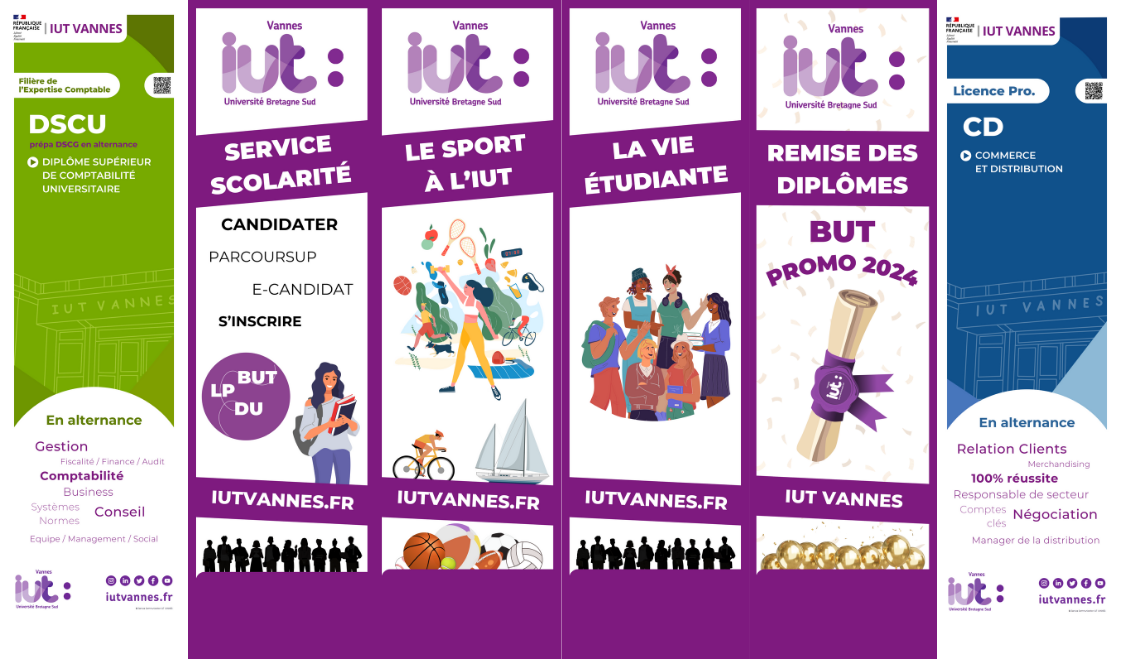 RÉPUBLIQUE
FRANÇAISE
IUT VANNES
Filière de
l'Expertise Comptable
DSCU
prépa DSCG en alternance
DIPLÔME SUPÉRIEUR
DE COMPTABILITÉ
UNIVERSITAIRE
IUT VANNES
En alternance
Gestion
Fiscalité / Finance / Audit
Comptabilité
Business
Systèmes
Normes
Conseil
Equipe / Management / Social
Vannes
iut:
Université Bretagne Sud
iutvannes.fr
Vannes
iut:
Université Bretagne Sud
SERVICE
SCOLARITÉ
CANDIDATER
PARCOURSUP
E-CANDIDAT
S'INSCRIRE
LP
BUT
DU
IUTVANNES.FR
Vannes
iut:
Université Bretagne Sud
LE SPORT
À L'IUT
IUTVANNES.FR
Vannes
iut:
Université Bretagne Sud
LA VIE
ÉTUDIANTE
IUTVANNES.FR
Vannes
iut:
Université Bretagne Sud
REMISE DES
DIPLÔMES
BUT
PROMO 2024
iut:
IUT VANNES
RÉPUBLIQUE
FRANÇAISE
IUT VANNES
Licence Pro.
CD
COMMERCE
ET DISTRIBUTION
IUT VANNES
En alternance
Relation Clients
Merchandising
100% réussite
Responsable de secteur
Comptes
clés
Négociation
Manager de la distribution
Vannes
iut:
Université Bretagne Sud
iutvannes.fr